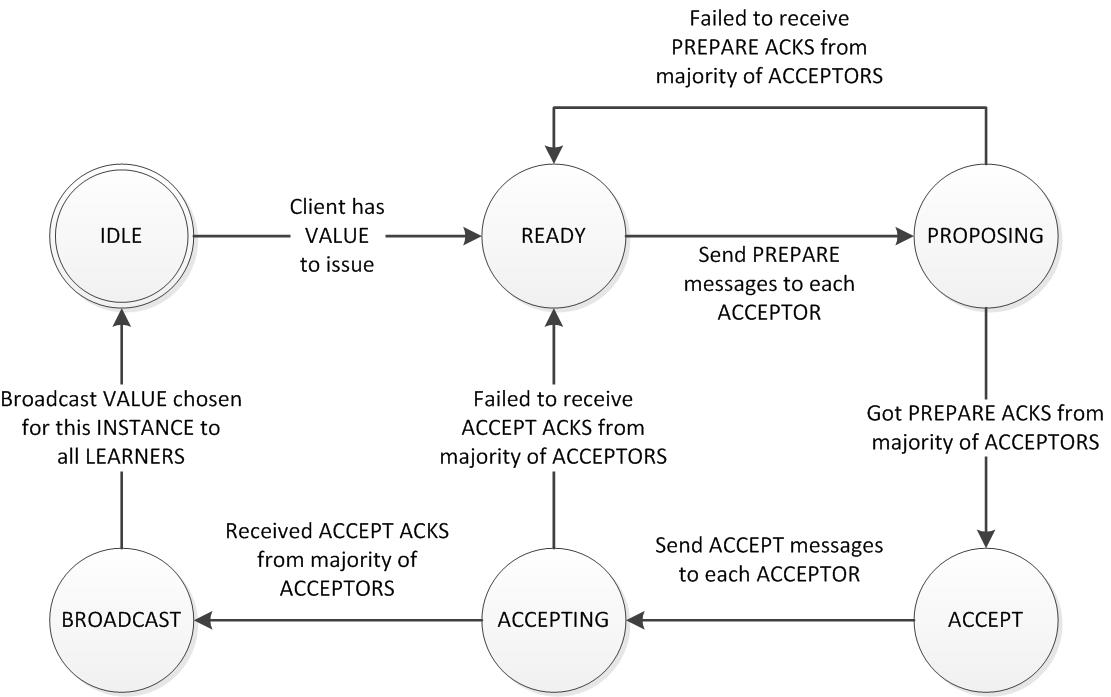 Failed to receive
PREPARE ACKS from
majority of ACCEPTORS
IDLE
Client has
VALUE
to issue
READY
Send PREPARE
messages to each
ACCEPTOR
PROPOSING
Broadcast VALUE chosen
for this INSTANCE to
all LEARNERS
Failed to receive
ACCEPT ACKS from
majority of ACCEPTORS
Got PREPARE ACKS from
majority of ACCEPTORS
Received ACCEPT ACKS
from majority of
ACCEPTORS
Send ACCEPT messages
to each ACCEPTOR
BROADCAST
ACCEPTING
ACCEPT